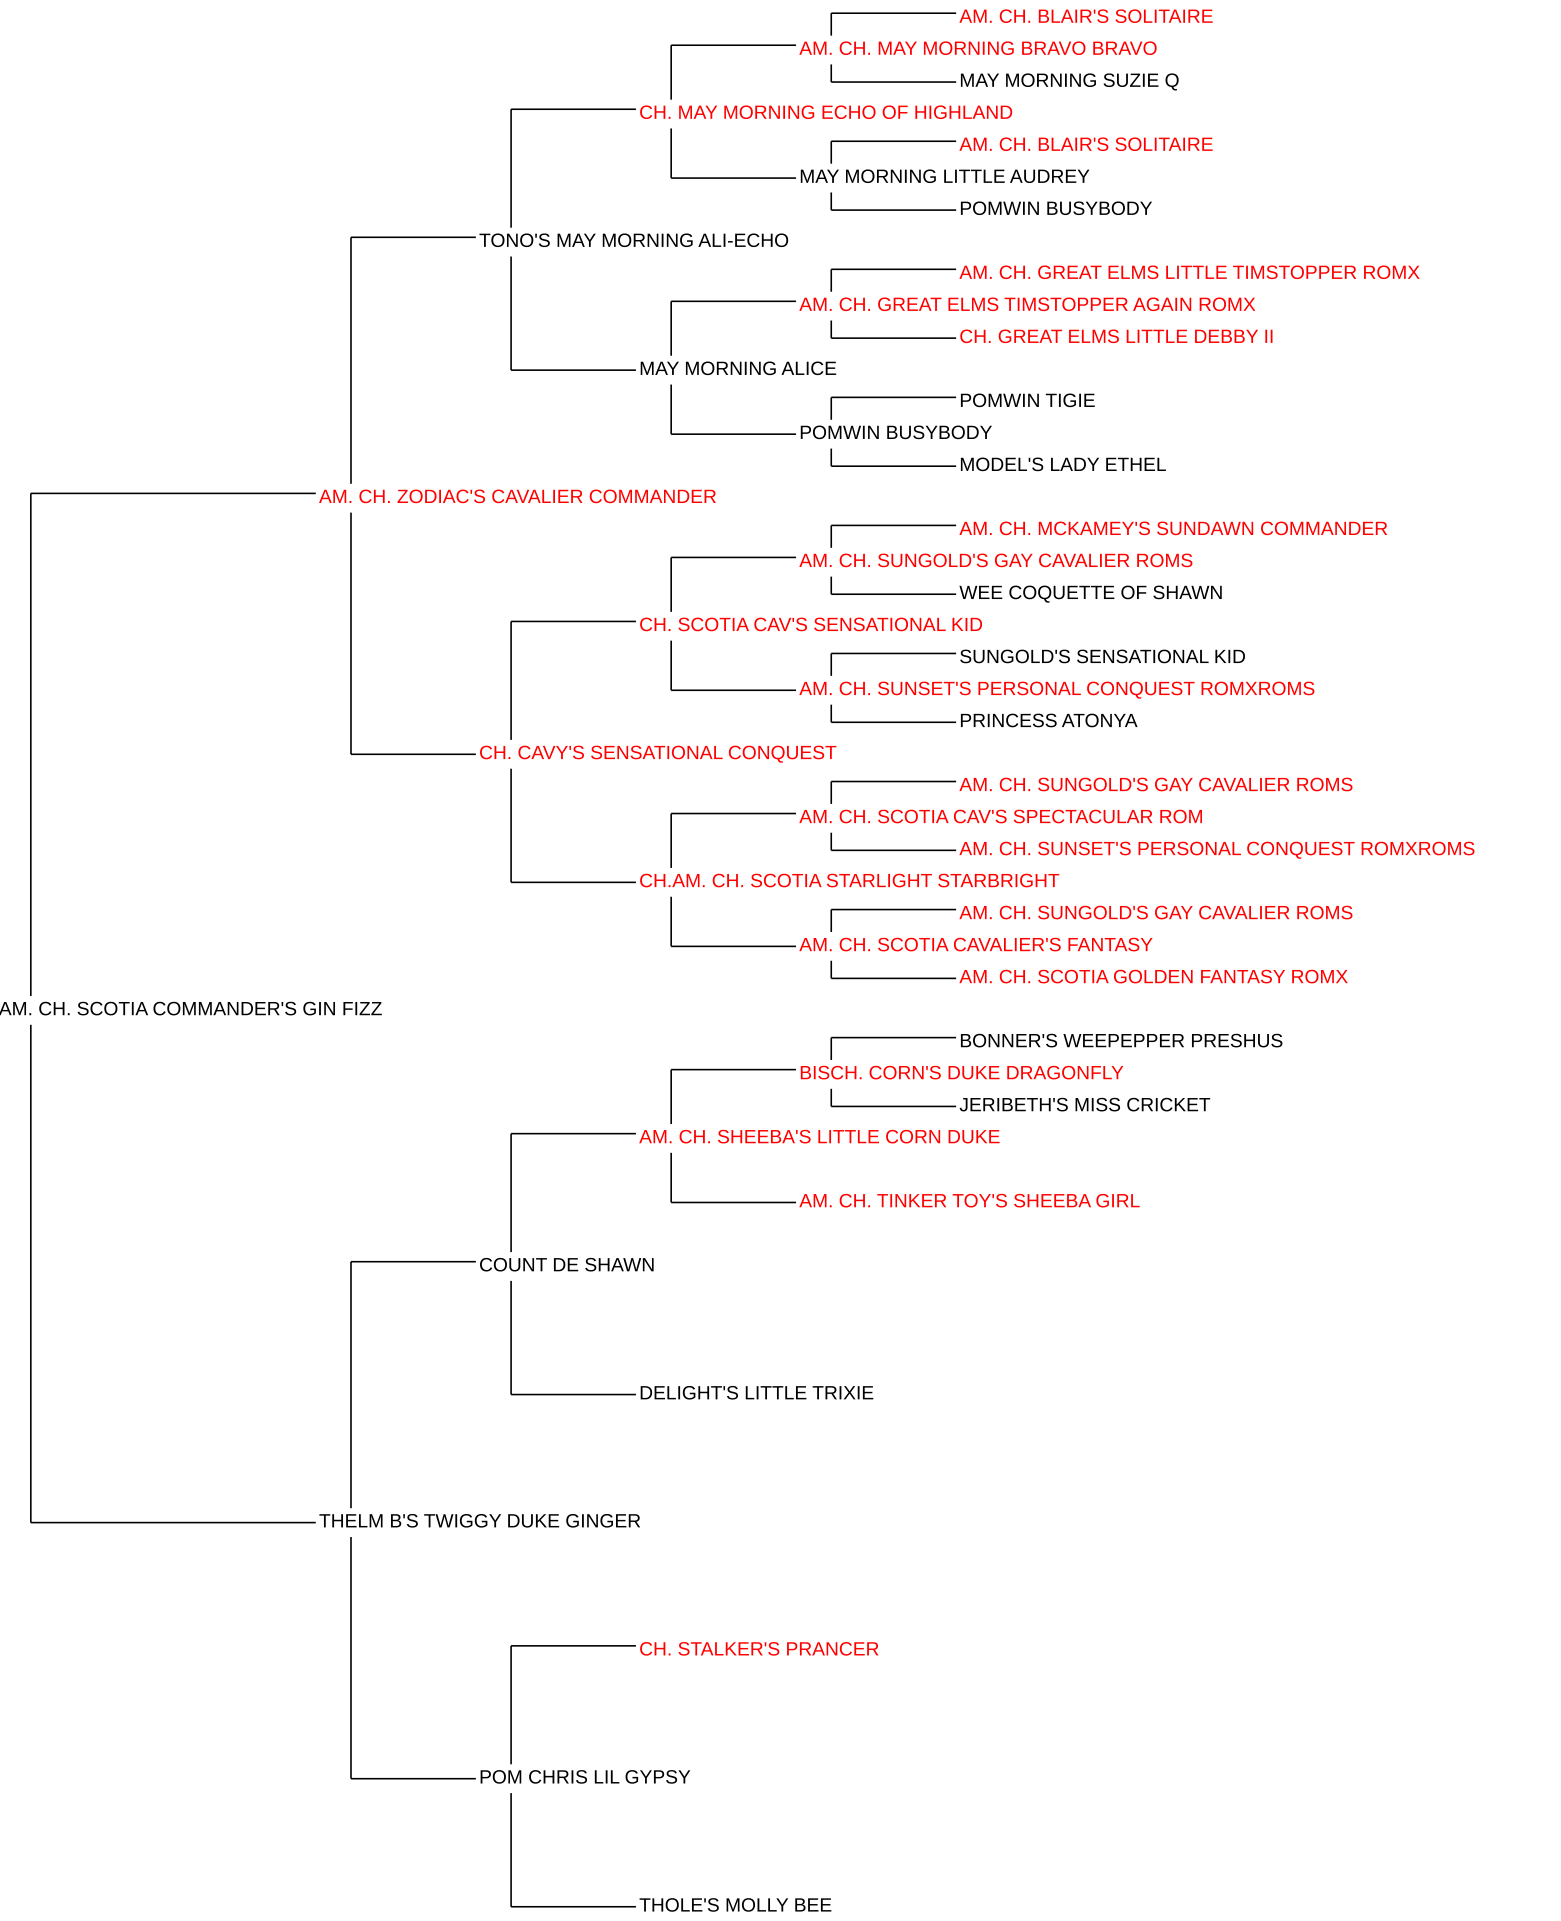 AM. CH. BLAIR'S SOLITAIRE
AM. CH. MAY MORNING BRAVO BRAVO
MAY MORNING SUZIE Q
CH. MAY MORNING ECHO OF HIGHLAND
AM. CH. BLAIR'S SOLITAIRE
MAY MORNING LITTLE AUDREY
POMWIN BUSYBODY
TONO'S MAY MORNING ALI-ECHO
AM. CH. GREAT ELMS LITTLE TIMSTOPPER ROMX
AM. CH. GREAT ELMS TIMSTOPPER AGAIN ROMX
CH. GREAT ELMS LITTLE DEBBY II
MAY MORNING ALICE
POMWIN TIGIE
POMWIN BUSYBODY
MODEL'S LADY ETHEL
AM. CH. ZODIAC'S CAVALIER COMMANDER
AM. CH. MCKAMEY'S SUNDAWN COMMANDER
AM. CH. SUNGOLD'S GAY CAVALIER ROMS
WEE COQUETTE OF SHAWN
CH. SCOTIA CAV'S SENSATIONAL KID
SUNGOLD'S SENSATIONAL KID
AM. CH. SUNSET'S PERSONAL CONQUEST ROMXROMS
PRINCESS ATONYA
CH. CAVY'S SENSATIONAL CONQUEST
AM. CH. SUNGOLD'S GAY CAVALIER ROMS
AM. CH. SCOTIA CAV'S SPECTACULAR ROM
AM. CH. SUNSET'S PERSONAL CONQUEST ROMXROMS
CH.AM. CH. SCOTIA STARLIGHT STARBRIGHT
AM. CH. SUNGOLD'S GAY CAVALIER ROMS
AM. CH. SCOTIA CAVALIER'S FANTASY
AM. CH. SCOTIA GOLDEN FANTASY ROMX
AM. CH. SCOTIA COMMANDER'S GIN FIZZ
BONNER'S WEEPEPPER PRESHUS
BISCH. CORN'S DUKE DRAGONFLY
JERIBETH'S MISS CRICKET
AM. CH. SHEEBA'S LITTLE CORN DUKE
AM. CH. TINKER TOY'S SHEEBA GIRL
COUNT DE SHAWN
DELIGHT'S LITTLE TRIXIE
THELM B'S TWIGGY DUKE GINGER
CH. STALKER'S PRANCER
POM CHRIS LIL GYPSY
THOLE'S MOLLY BEE